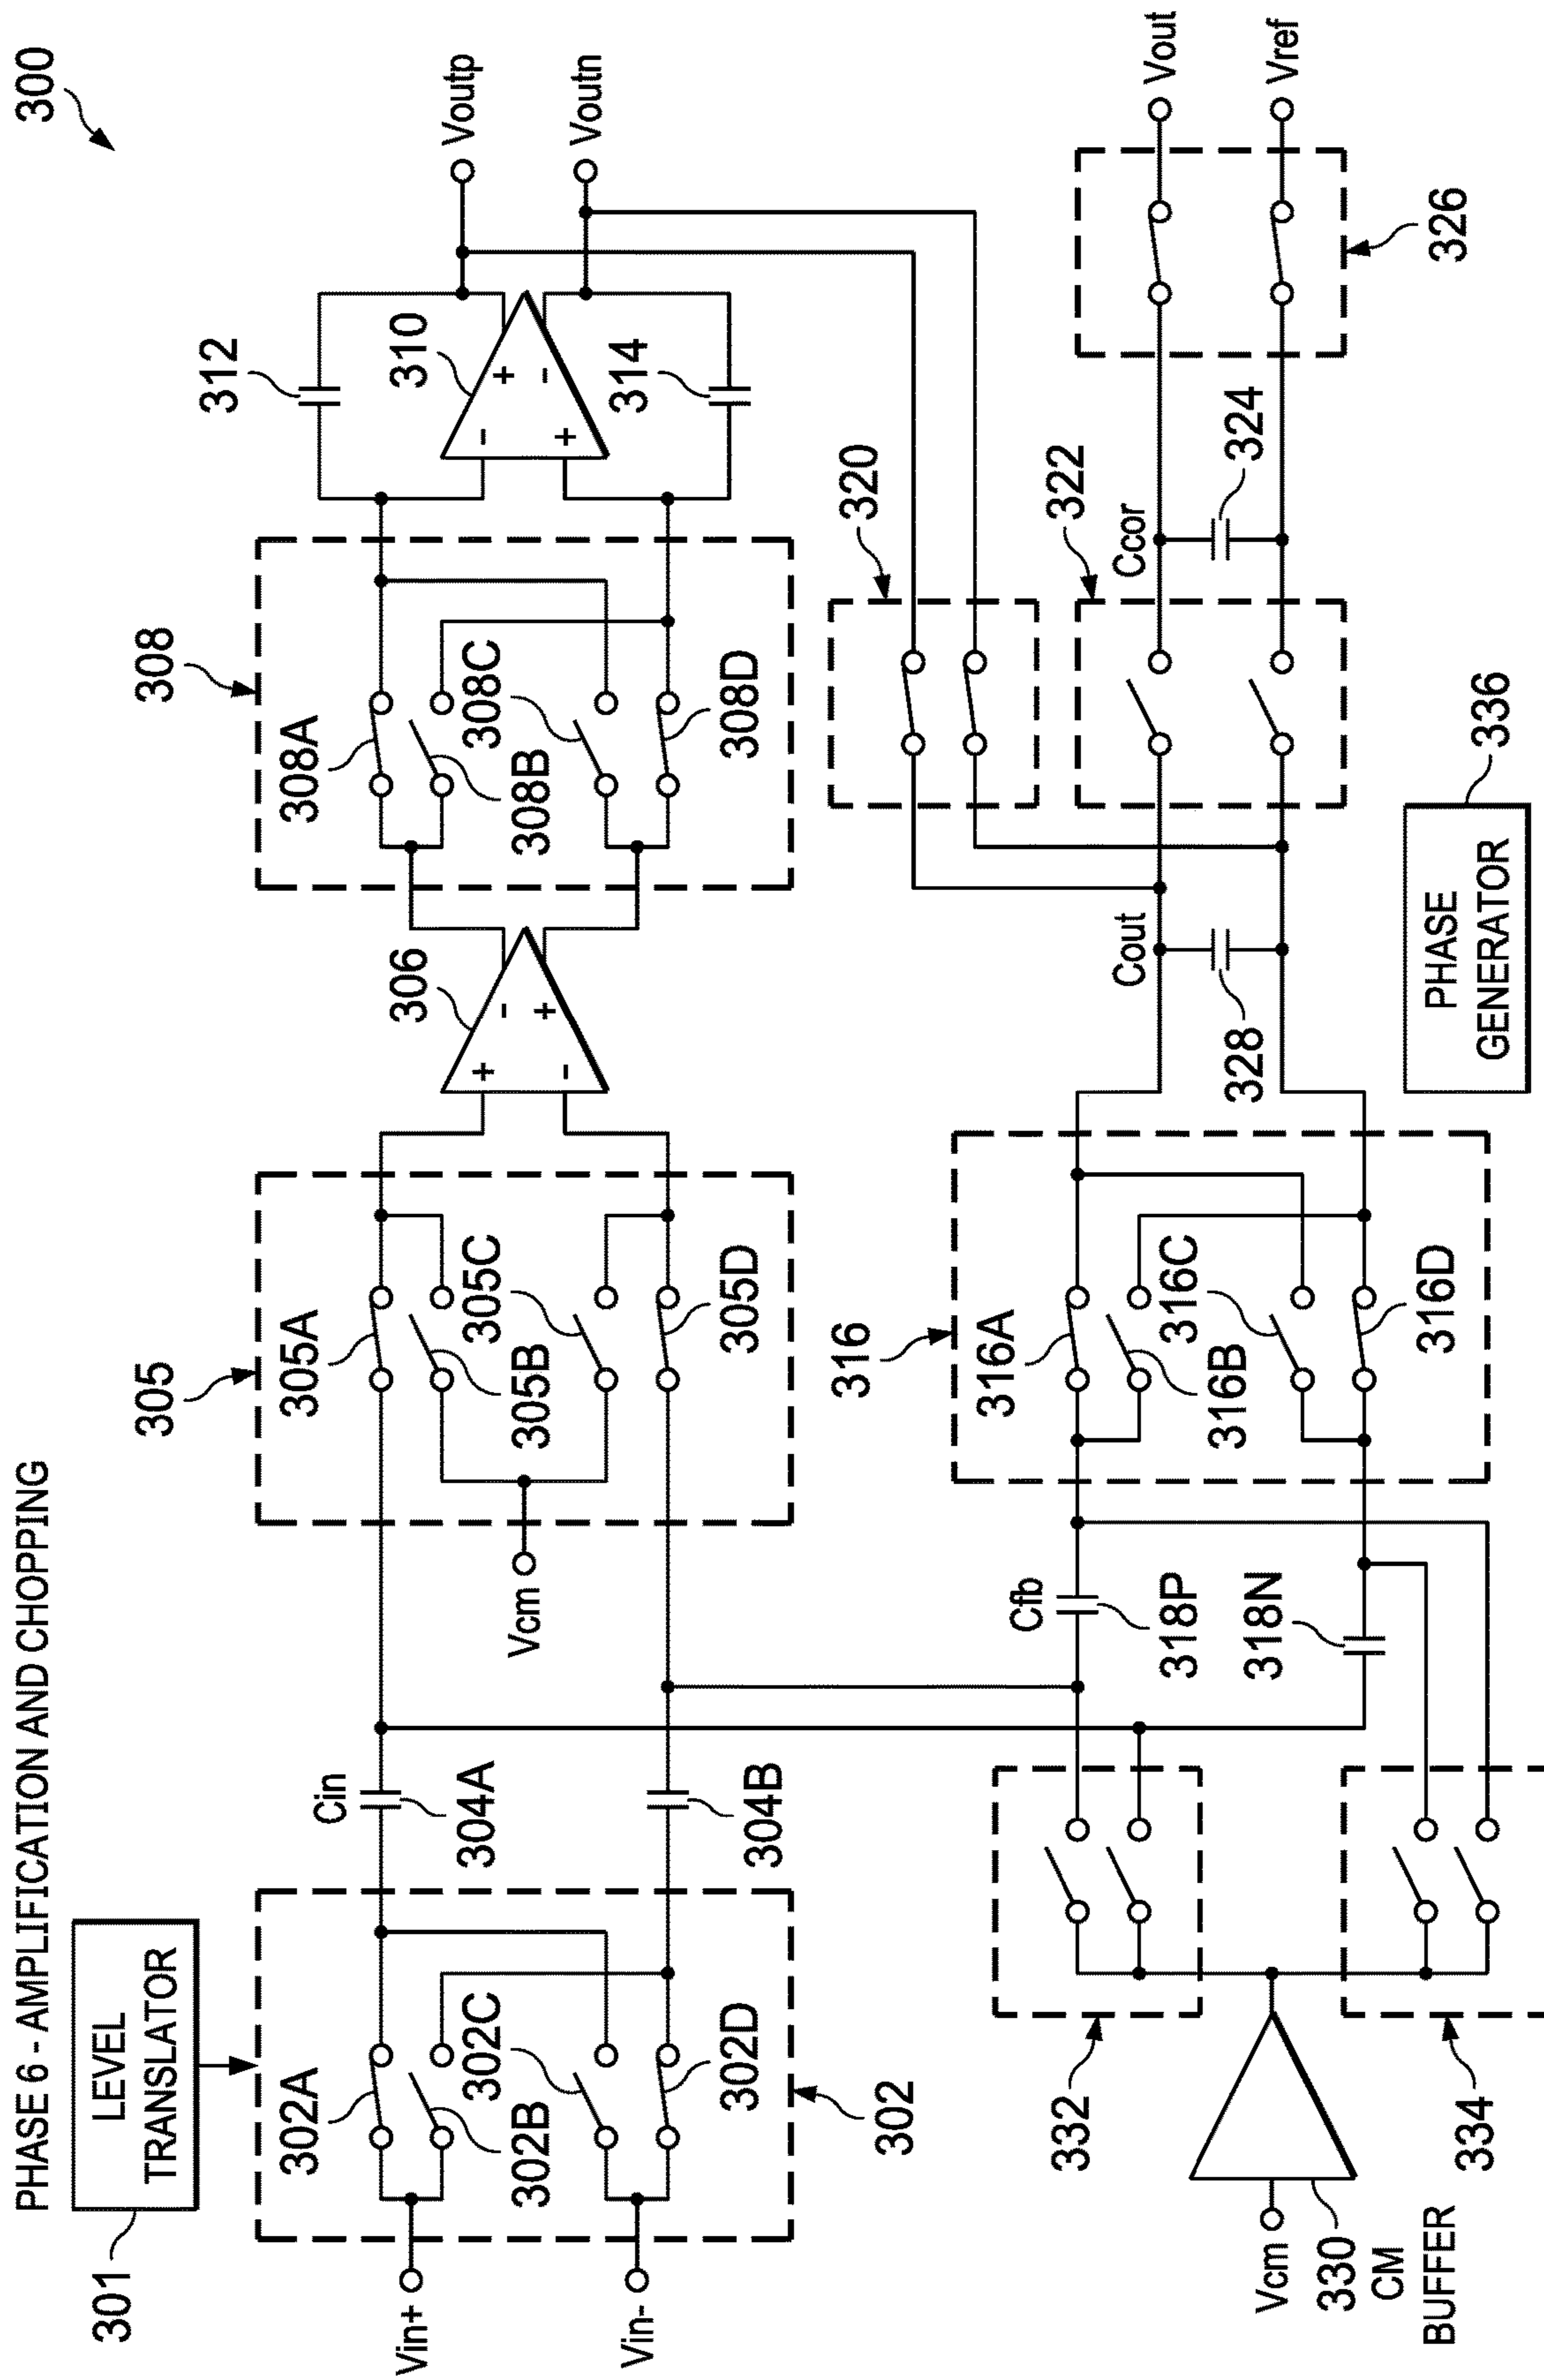 PHASE 6 - AMPLIFICATION AND CHOPPING
300
301
LEVEL
TRANSLATOR
Vin+
Vin-
302A
302B
302C
302D
302
Cin
304A
304B
305
305A
305B
305C
305D
Vcm
306
+
-
-
+
308
308A
308B
308C
308D
312
310
-
+
+
-
314
Voutp
Voutn
Vcm
330
CM
BUFFER
332
334
Cfb
318P
318N
316
316A
316B
316C
316D
Cout
328
320
322
Ccor
324
326
Vout
Vref
PHASE
GENERATOR
336